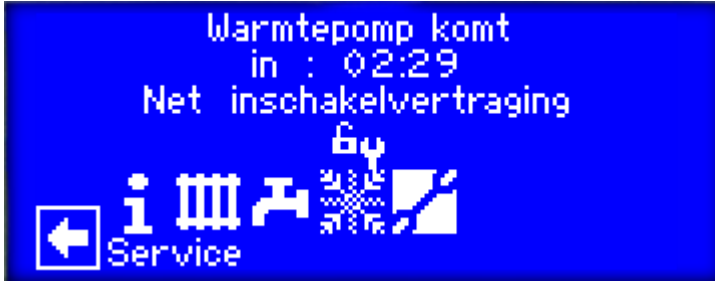 Warmtepomp komt
in : 02:29
Net inschakelvertraging
Service